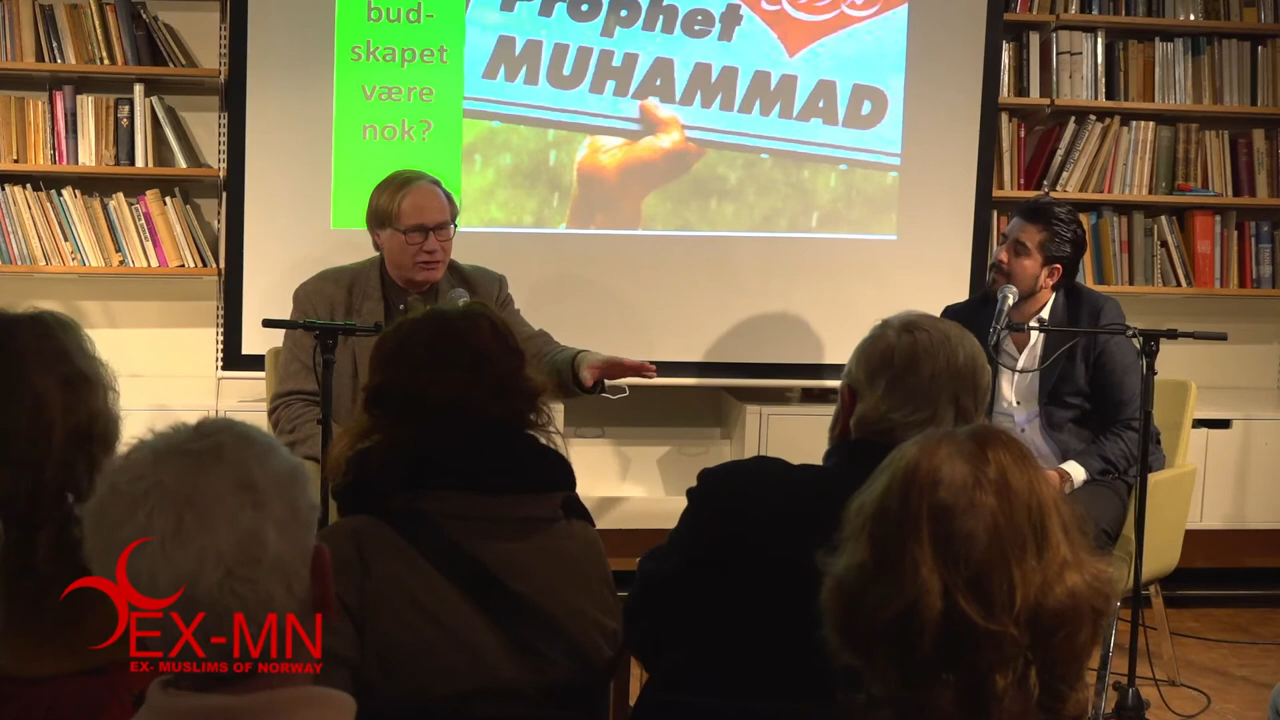 bud-
skapet
være
nok?
Prophet
MUHAMMAD
EX-MN
EX- MUSLIMS OF NORWAY